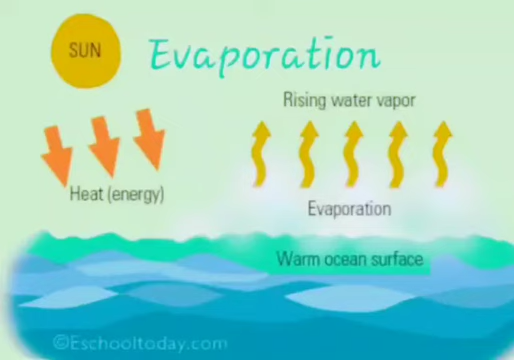 SUN
Evaporation
Rising water vapor
Heat (energy)
Evaporation
Warm ocean surface
©Eschooltoday.com